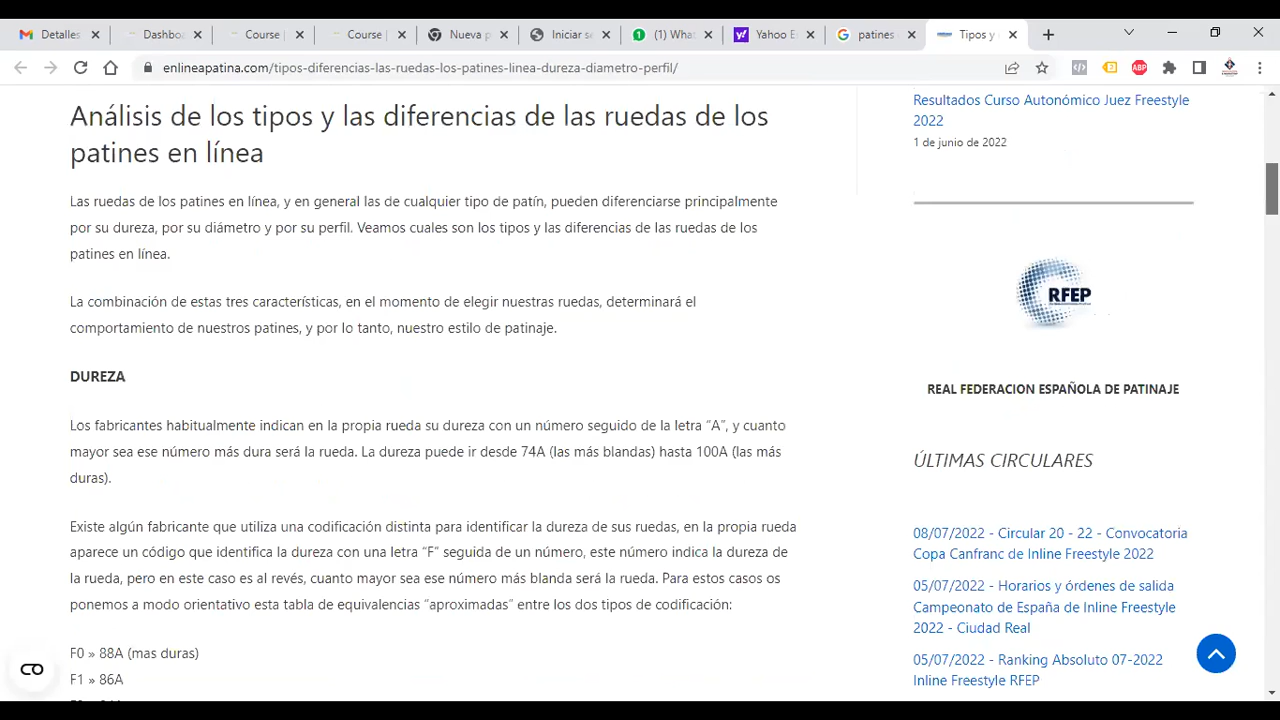 Detalles
Dashbo
Course |
Course |
Nueva p
Iniciar se
(1) What
Yahoo E
patines
Tipos y
enlineapatina.com/tipos-diferencias-las-ruedas-los-patines-linea-dureza-diametro-perfil/
Análisis de los tipos y las diferencias de las ruedas de los
patines en línea
Las ruedas de los patines en línea, y en general las de cualquier tipo de patín, pueden diferenciarse principalmente
por su dureza, por su diámetro y por su perfil. Veamos cuales son los tipos y las diferencias de las ruedas de los
patines en línea.
La combinación de estas tres características, en el momento de elegir nuestras ruedas, determinará el
comportamiento de nuestros patines, y por lo tanto, nuestro estilo de patinaje.
DUREZA
Los fabricantes habitualmente indican en la propia rueda su dureza con un número seguido de la letra “A”, y cuanto
mayor sea ese número más dura será la rueda. La dureza puede ir desde 74A (las más blandas) hasta 100A (las más
duras).
Existe algún fabricante que utiliza una codificación distinta para identificar la dureza de sus ruedas, en la propia rueda
aparece un código que identifica la dureza con una letra “F” seguida de un número, este número indica la dureza de
la rueda, pero en este caso es al revés, cuanto mayor sea ese número más blanda será la rueda. Para estos casos os
ponemos a modo orientativo esta tabla de equivalencias “aproximadas” entre los dos tipos de codificación:
F0 » 88A (mas duras)
F1 » 86A
Resultados Curso Autonómico Juez Freestyle
2022
1 de junio de 2022
RFEP
REAL FEDERACION ESPAÑOLA DE PATINAJE
ÚLTIMAS CIRCULARES
08/07/2022 - Circular 20 - 22 - Convocatoria
Copa Canfranc de Inline Freestyle 2022
05/07/2022 - Horarios y órdenes de salida
Campeonato de España de Inline Freestyle
2022 - Ciudad Real
05/07/2022 - Ranking Absoluto 07-2022
Inline Freestyle RFEP